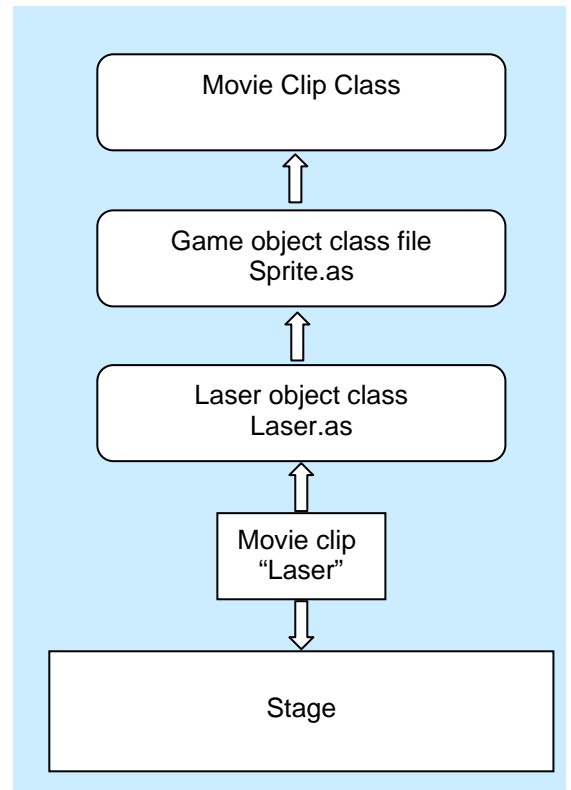 Movie Clip Class
Game object class file
Sprite.as
Laser object class
Laser.as
Movie clip
“Laser”
Stage